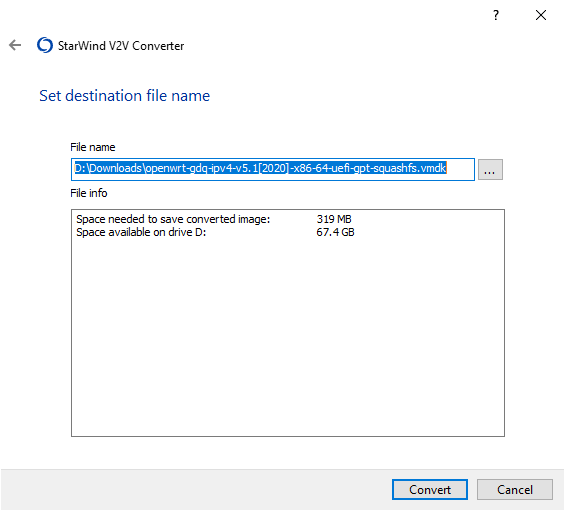 ?
StarWind V2V Converter
Set destination file name
File name
D:\Downloads\openwrt-gdq-ipv4-v5.1[2020]-x86-64-uefi-gpt-squashfs.vmdk
...
File info
Space needed to save converted image: 319 MB
Space available on drive D: 67.4 GB
Convert Cancel